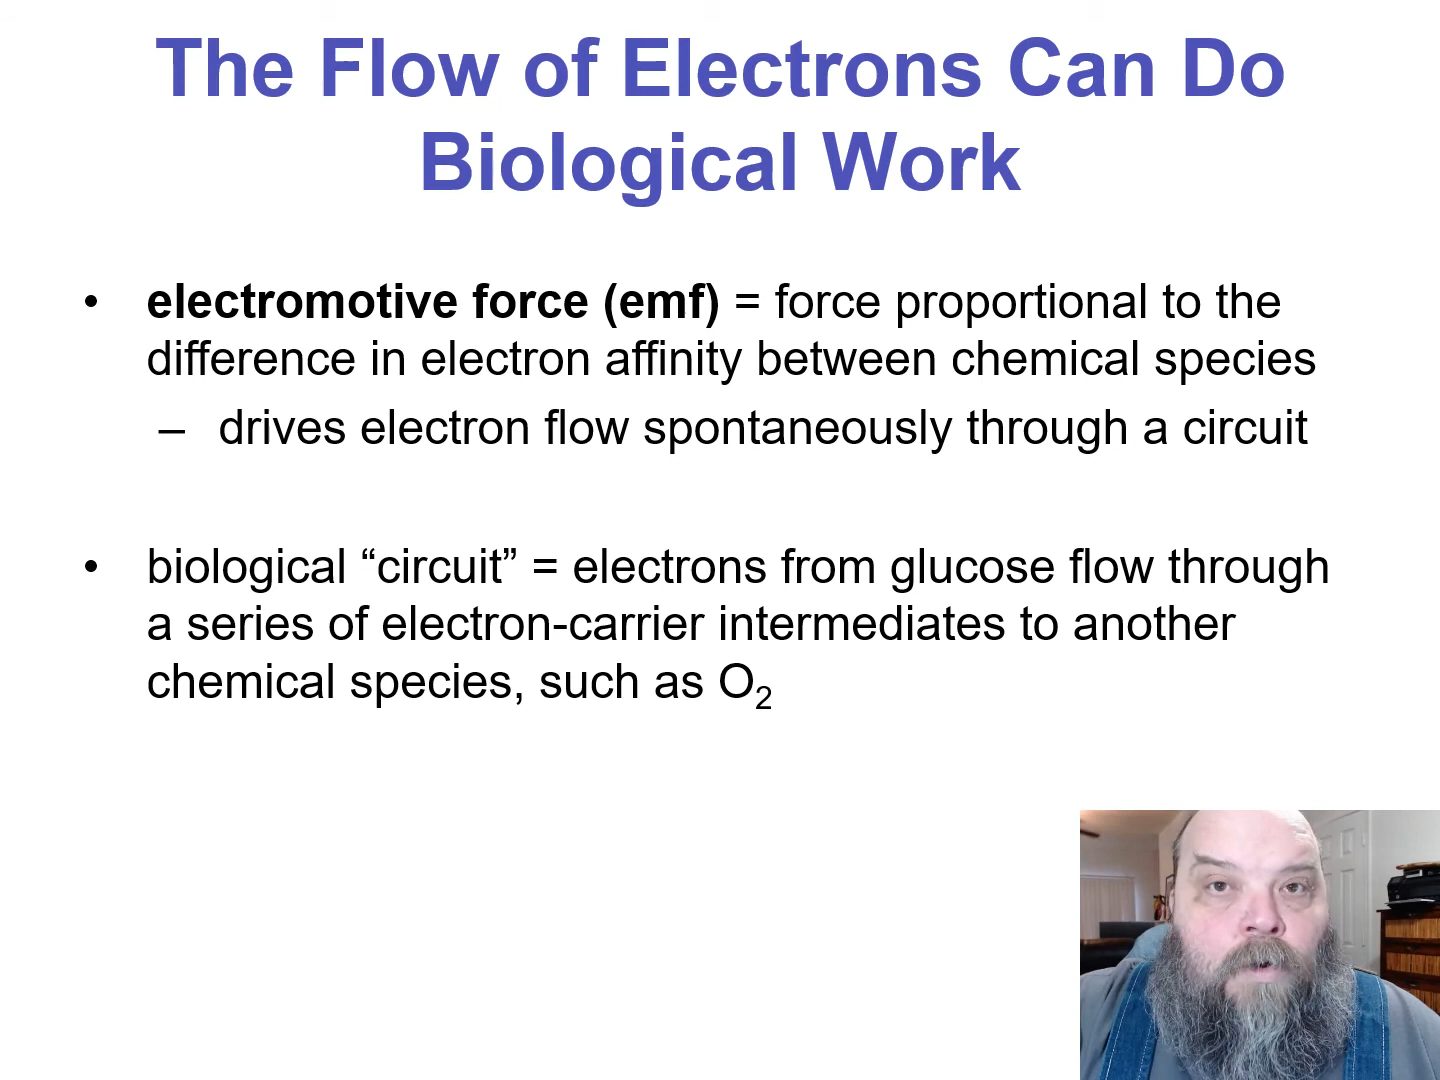 The Flow of Electrons Can Do
Biological Work
• electromotive force (emf) = force proportional to the
difference in electron affinity between chemical species
– drives electron flow spontaneously through a circuit
• biological “circuit” = electrons from glucose flow through
a series of electron-carrier intermediates to another
chemical species, such as O₂